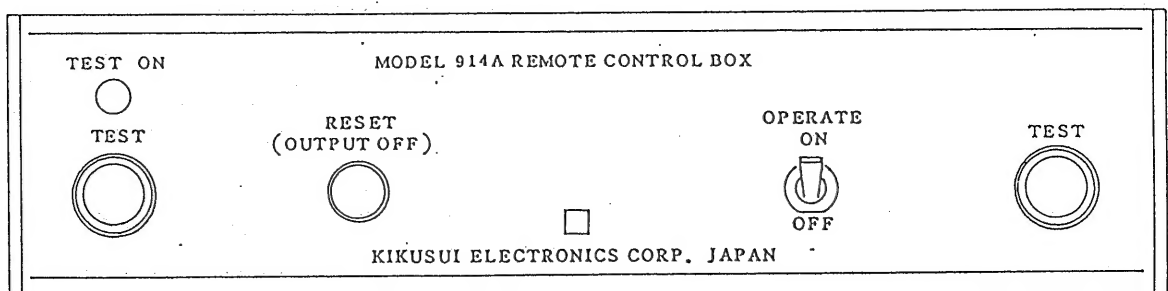 MODEL 914A REMOTE CONTROL BOX
TEST ON
TEST
RESET
(OUTPUT OFF)
OPERATE
ON
OFF
TEST
KIKUSUI ELECTRONICS CORP. JAPAN